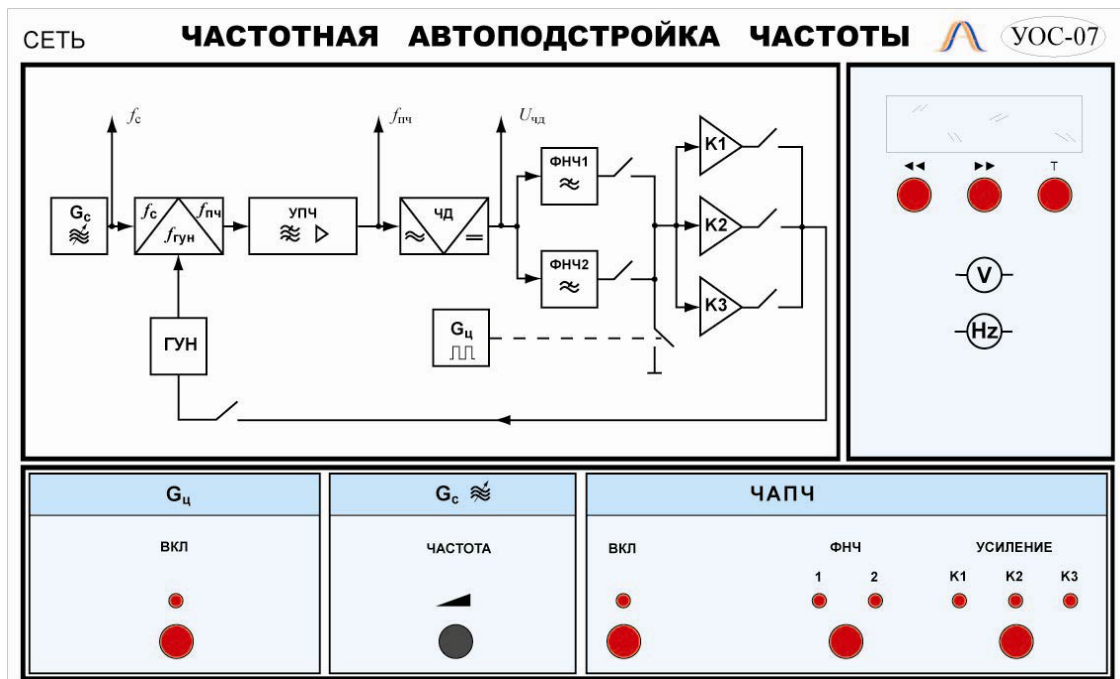 СЕТЬ ЧАСТОТНАЯ АВТОПОДСТРОЙКА ЧАСТОТЫ УОС-07
fс fпч Uчд
K1
ФНЧ1
◄◄ ►► T
Gс fс fпч fгун УПЧ ЧД
K2
ФНЧ2
V
K3
Gц
Hz
ГУН
Gц Gс ЧАПЧ
ВКЛ ЧАСТОТА ВКЛ ФНЧ УСИЛЕНИЕ
1 2 K1 K2 K3